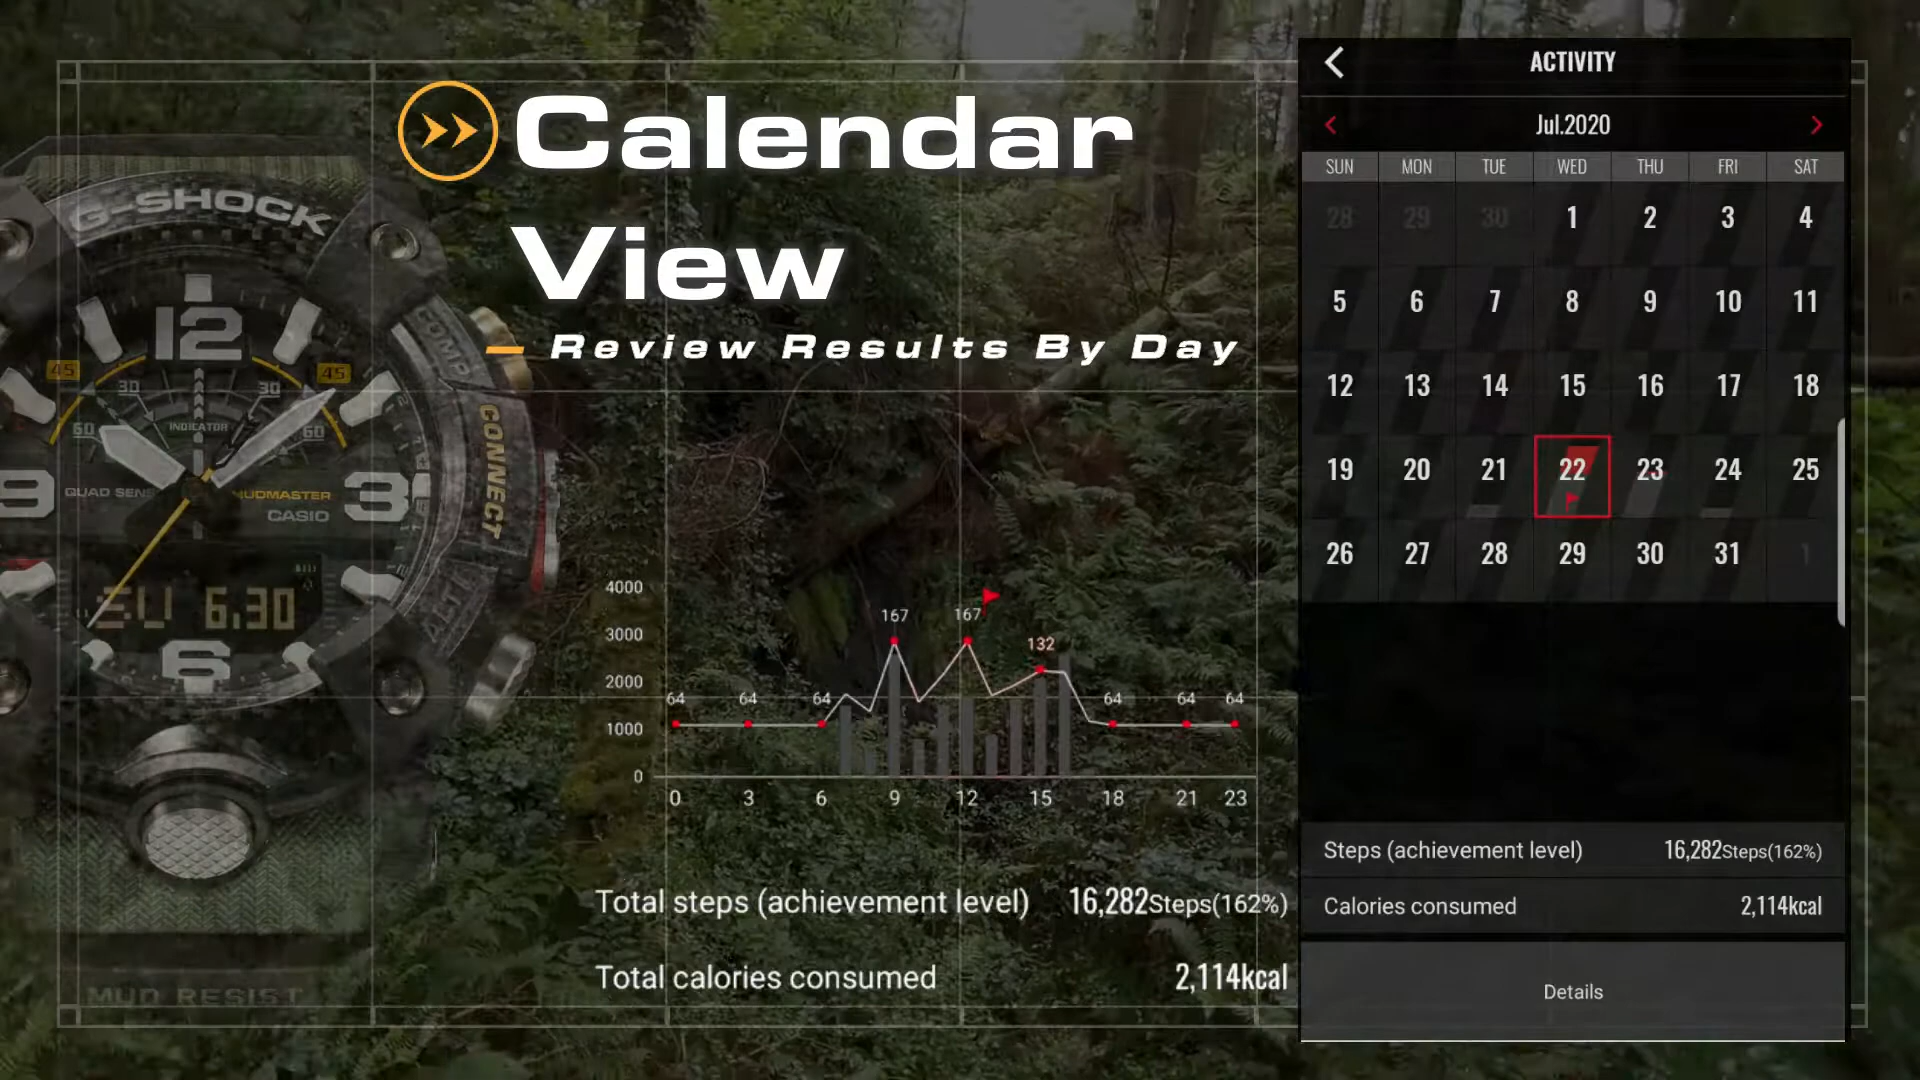 Calendar
View
Review Results By Day
G-SHOCK
12
COMP
45
45
30
30
60
INDICATOR
60
CONNECT
9
QUAD SENS
MUDMASTER
3
CASIO
ALTI
6.30
6
MUD RESIST
4000
3000
2000
1000
0
167
167
132
64
64
64
64
64
64
0 3 6 9 12 15 18 21 23
Total steps (achievement level) 16,282Steps(162%)
Total calories consumed 2,114kcal
ACTIVITY
Jul.2020
SUN MON TUE WED THU FRI SAT
28 29 30 1 2 3 4
5 6 7 8 9 10 11
12 13 14 15 16 17 18
19 20 21 22 23 24 25
26 27 28 29 30 31 1
Steps (achievement level) 16,282Steps(162%)
Calories consumed 2,114kcal
Details